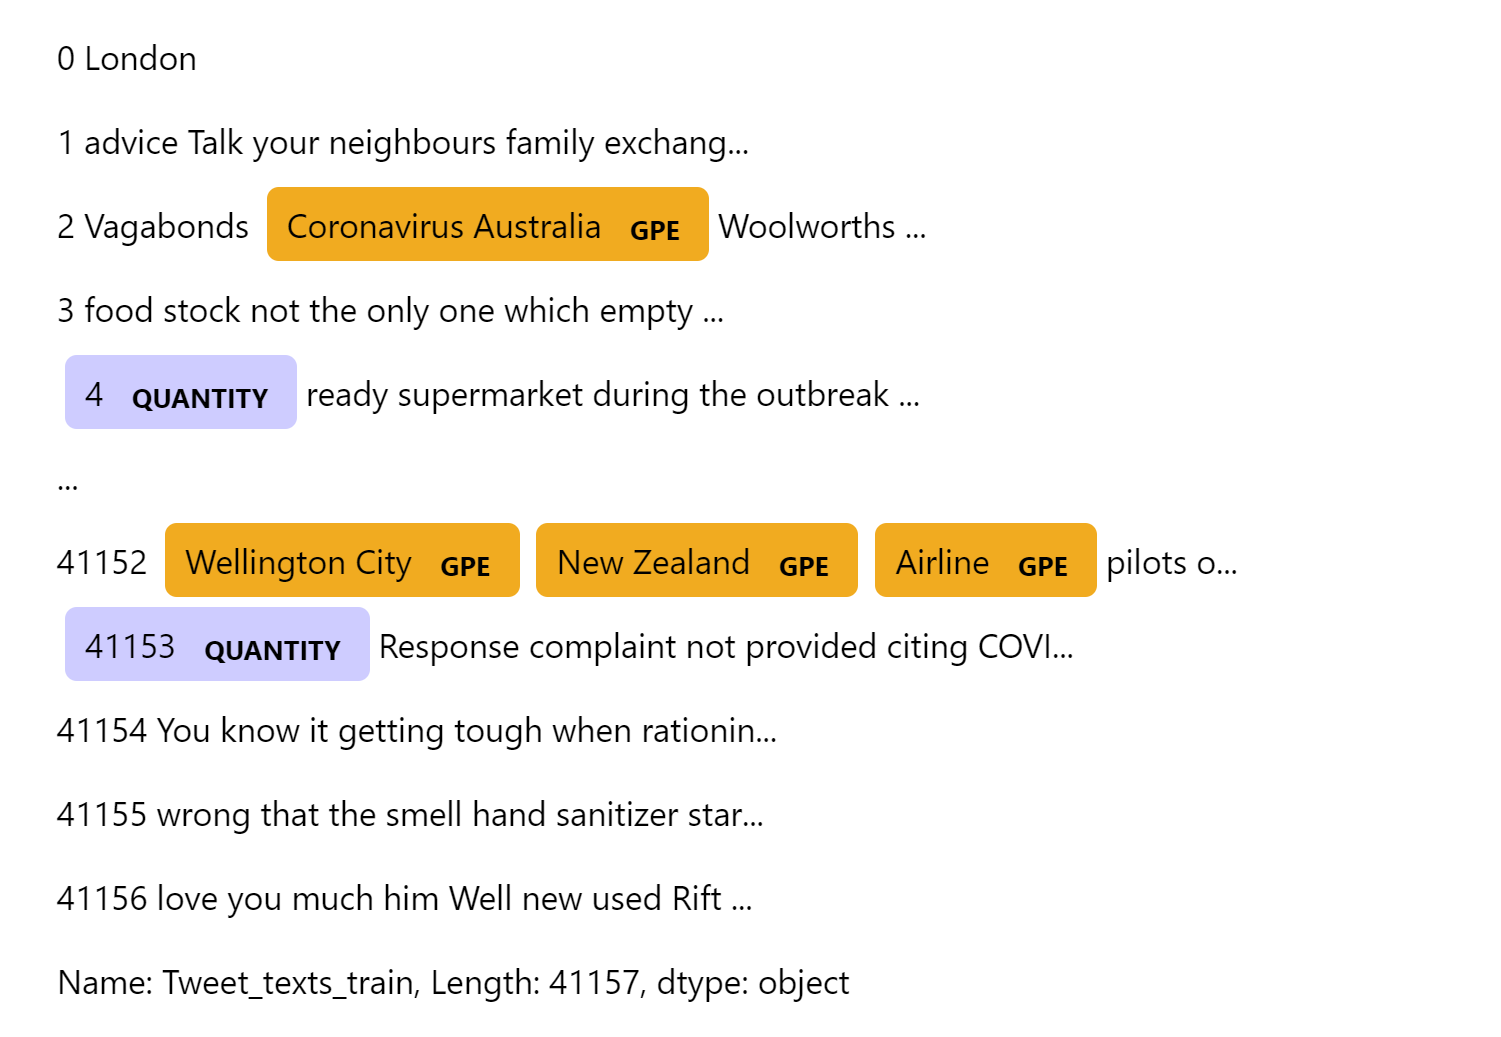 0 London
1 advice Talk your neighbours family exchang...
2 Vagabonds Coronavirus Australia GPE Woolworths ...
3 food stock not the only one which empty ...
4 QUANTITY ready supermarket during the outbreak ...
...
41152 Wellington City GPE New Zealand GPE Airline GPE pilots o...
41153 QUANTITY Response complaint not provided citing COVI...
41154 You know it getting tough when rationin...
41155 wrong that the smell hand sanitizer star...
41156 love you much him Well new used Rift ...
Name: Tweet_texts_train, Length: 41157, dtype: object